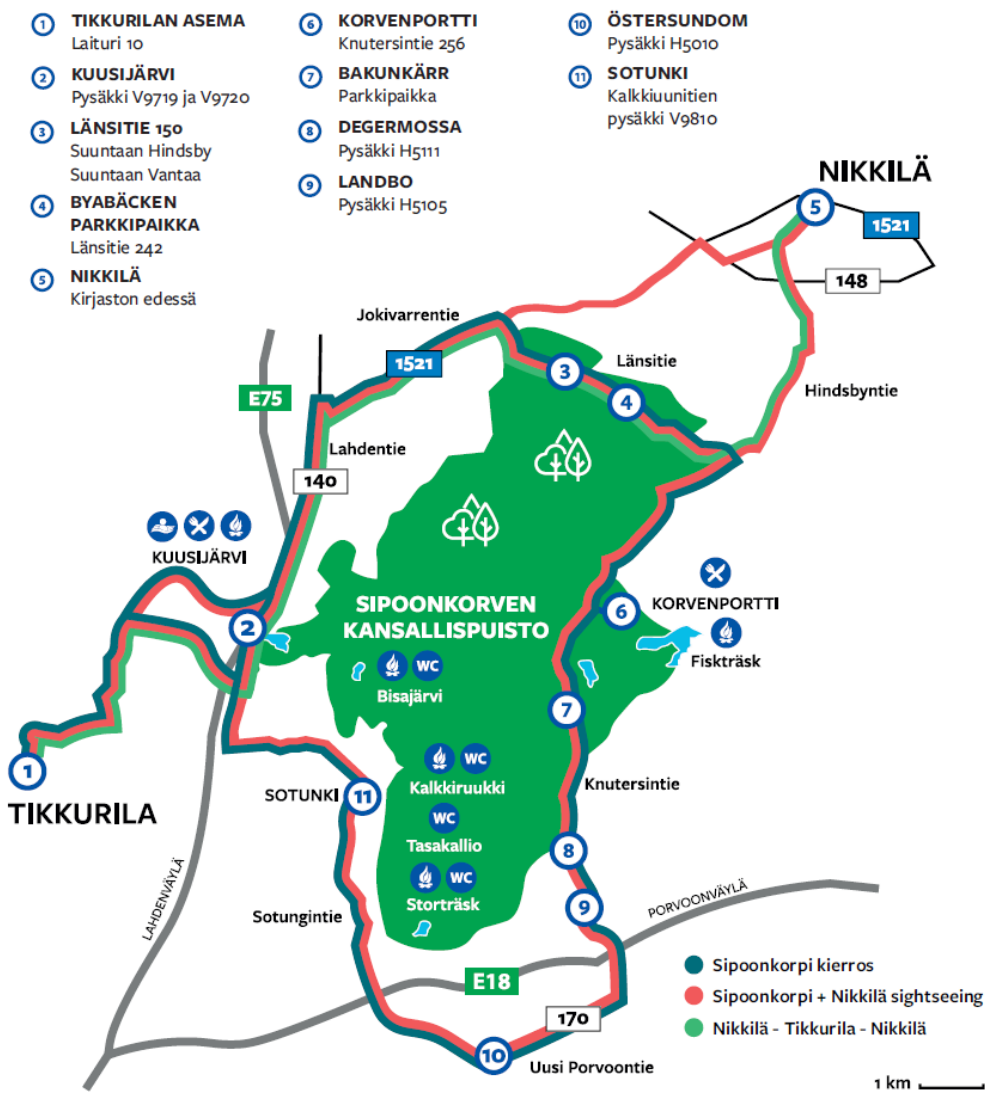 1 TIKKURILAN ASEMA
Laituri 10
2 KUUSIJÄRVI
Pysäkki V9719 ja V9720
3 LÄNSITIE 150
Suuntaan Hindsby
Suuntaan Vantaa
4 BYABÄCKEN
PARKKIPAIKKA
Länsitie 242
5 NIKKILÄ
Kirjaston edessä
6 KORVENPORTTI
Knutersintie 256
7 BAKUNKÄRR
Parkkipaikka
8 DEGERMOSSA
Pysäkki H5111
9 LANDBO
Pysäkki H5105
10 ÖSTERSUNDOM
Pysäkki H5010
11 SOTUNKI
Kalkkiuunitien
pysäkki V9810
NIKKILÄ
5
1521
148
Jokivarrentie
1521
3
Länsitie
4
Hindsbyntie
E75
Lahdentie
140
KUUSIJÄRVI
2
SIPOONKORVEN
KANSALLISPUISTO
WC
Bisajärvi
6
KORVENPORTTI
Fiskträsk
7
1
TIKKURILA
SOTUNKI
11
WC
Kalkkiruukki
WC
Tasakallio
WC
Storträsk
Knutersintie
8
9
LAHDENVÄYLÄ
Sotungintie
PORVOONVÄYLÄ
E18
170
10
Uusi Porvoontie
Sipoonkorpi kierros
Sipoonkorpi + Nikkilä sightseeing
Nikkilä - Tikkurila - Nikkilä
1 km